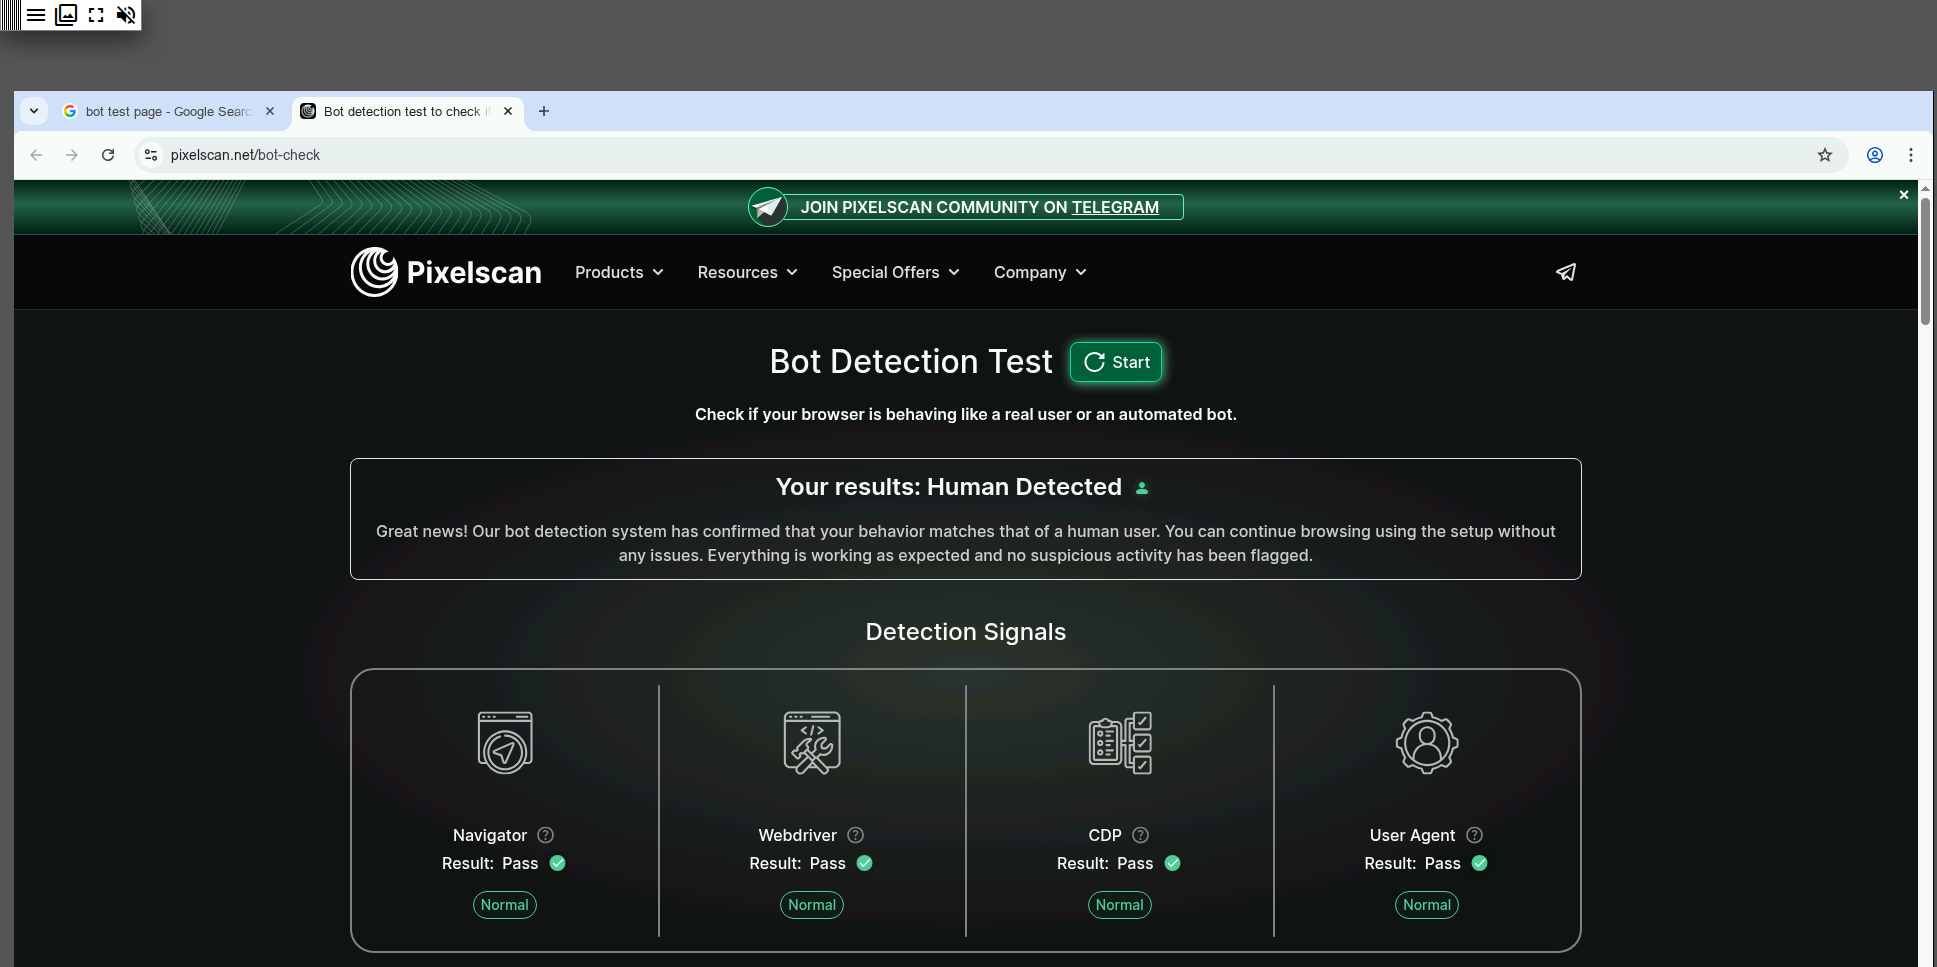 bot test page - Google Searc
Bot detection test to check i
pixelscan.net/bot-check
JOIN PIXELSCAN COMMUNITY ON TELEGRAM
Pixelscan
Products
Resources
Special Offers
Company
Bot Detection Test
Start
Check if your browser is behaving like a real user or an automated bot.
Your results: Human Detected
Great news! Our bot detection system has confirmed that your behavior matches that of a human user. You can continue browsing using the setup without
any issues. Everything is working as expected and no suspicious activity has been flagged.
Detection Signals
Navigator
Result: Pass
Normal
Webdriver
Result: Pass
Normal
CDP
Result: Pass
Normal
User Agent
Result: Pass
Normal